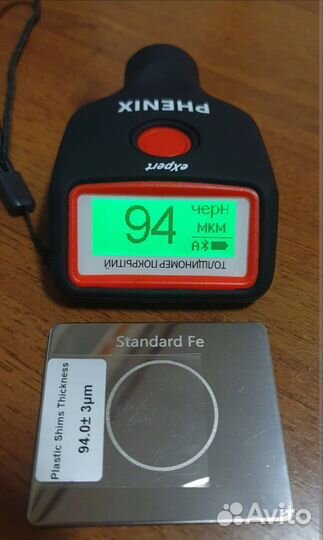 PHENIX
eXpert
94
черн
мкм
A
ТОЛЩИНОМЕР ПОКРЫТИЙ
Standard Fe
Plastic Shims Thickness
94.0± 3μm
Avito